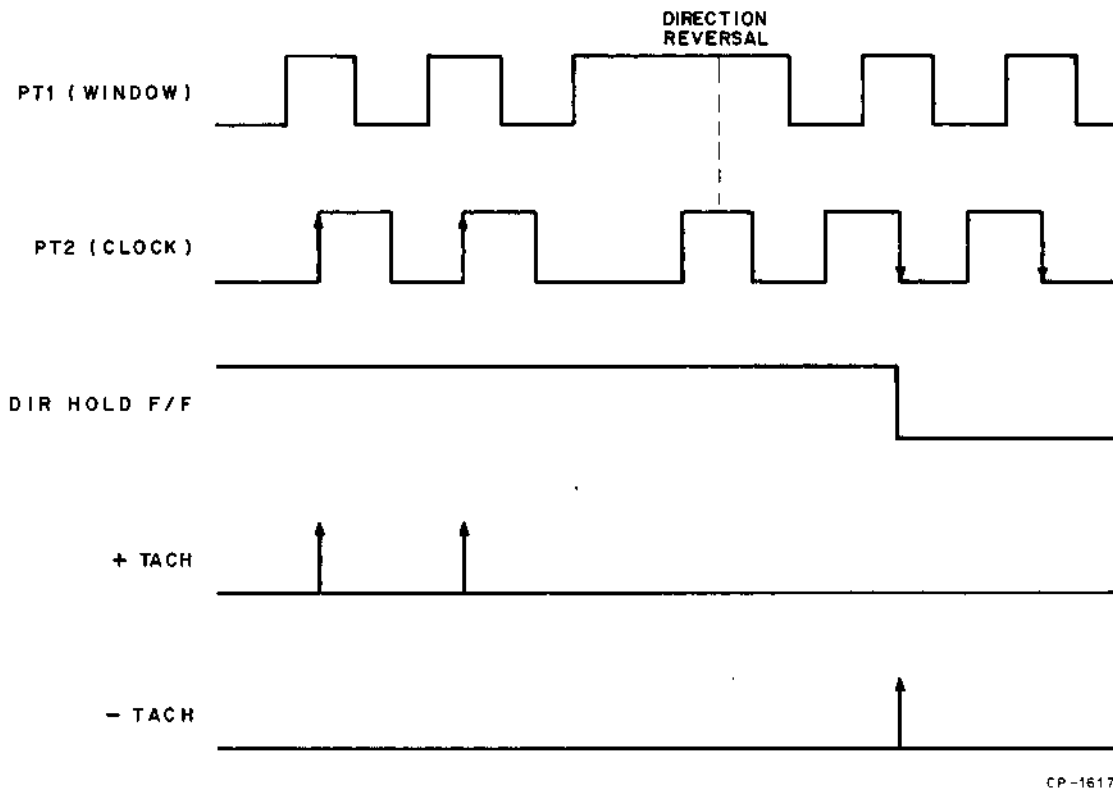 DIRECTION
REVERSAL
PT1 (WINDOW)
PT2 (CLOCK)
DIR HOLD F/F
+ TACH
- TACH
CP-1617